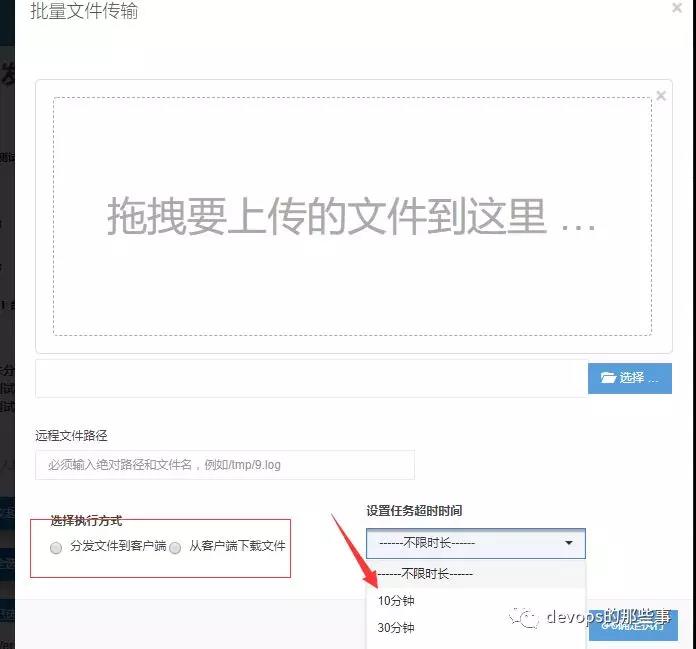 批量文件传输
×
×
拖拽要上传的文件到这里 ...
选择 ...
远程文件路径
必须输入绝对路径和文件名，例如/tmp/9.log
选择执行方式
分发文件到客户端 从客户端下载文件
设置任务超时时间
------不限时长------
------不限时长------
10分钟
30分钟
devops的那些事
确定执行